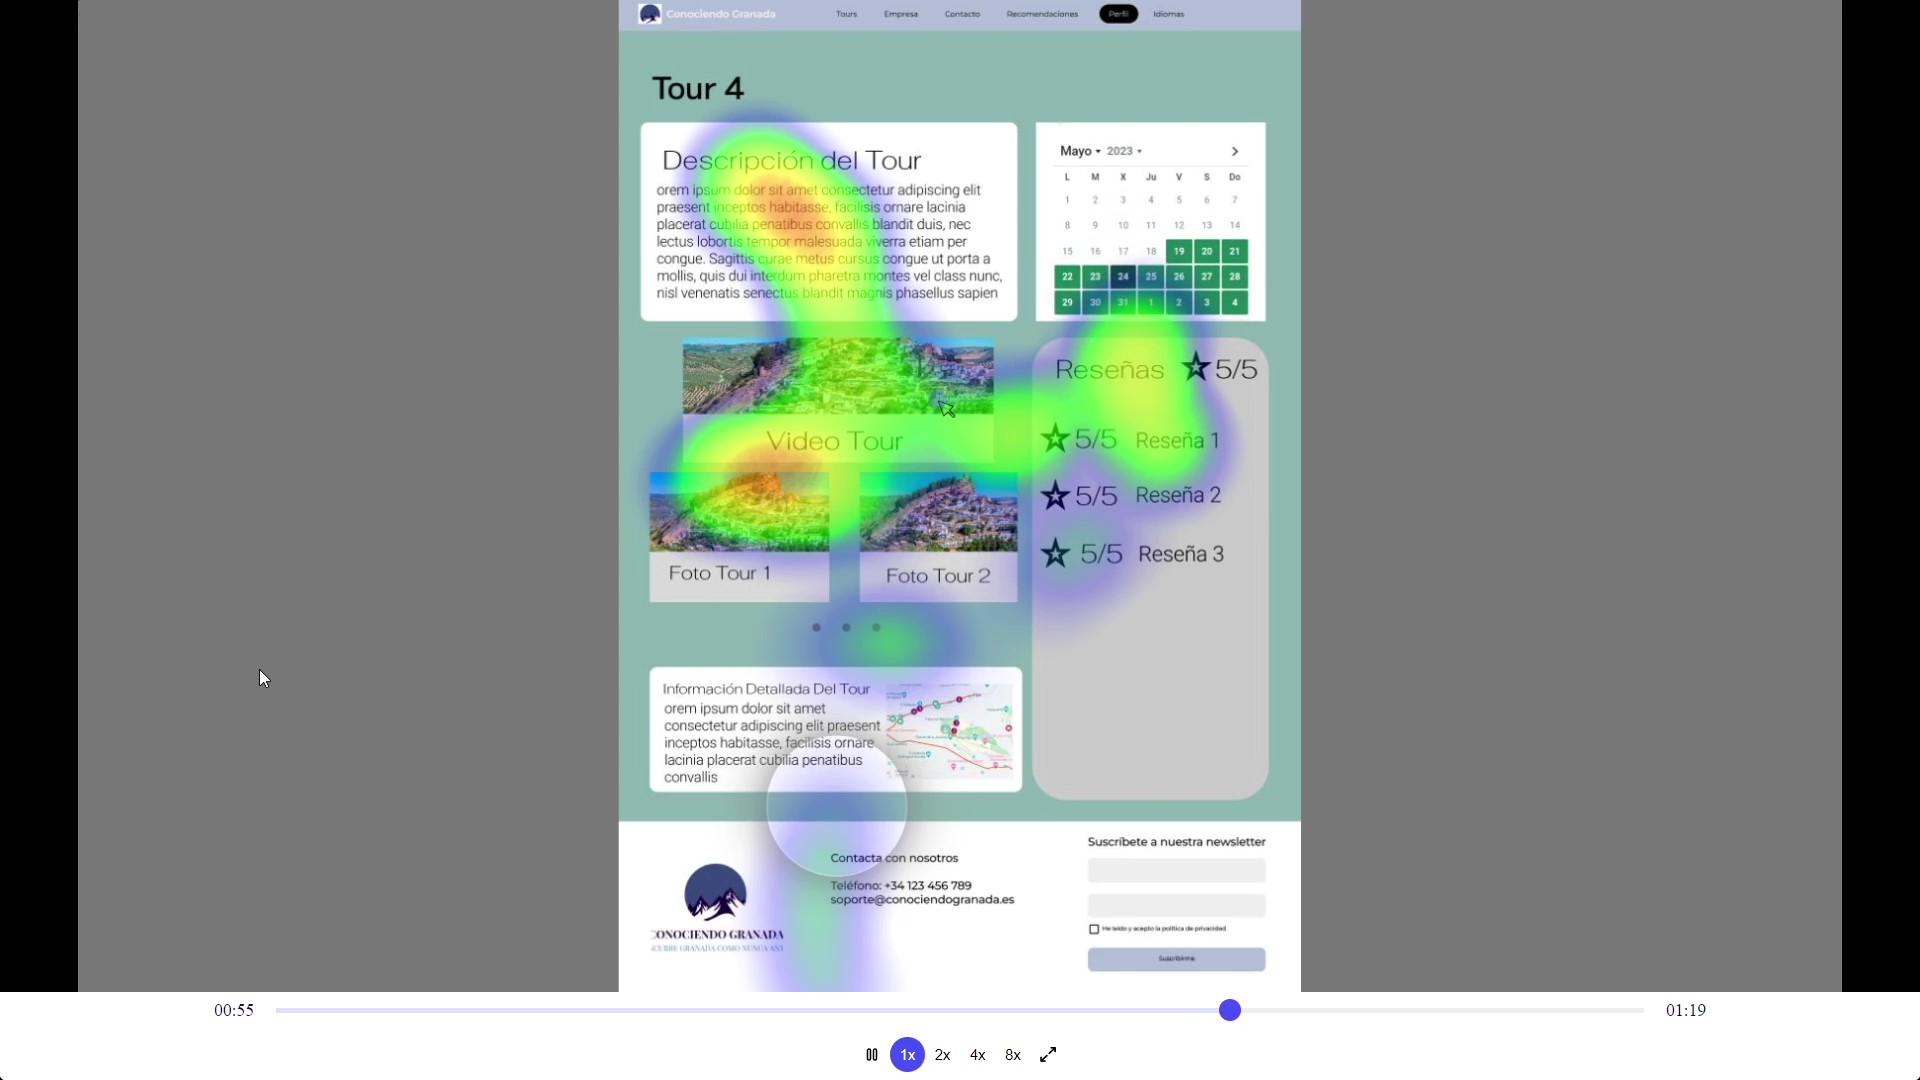 Conociendo Granada
Tours Empresa Contacto Recomendaciones Perfil Idiomas
Tour 4
Descripción del Tour
orem ipsum dolor sit amet consectetur adipiscing elit
praesent inceptos habitasse, facilisis ornare lacinia
placerat cubilia penatibus convallis blandit duis, nec
lectus lobortis tempor malesuada viverra etiam per
congue. Sagittis curae metus cursus congue ut porta a
mollis, quis dui interdum pharetra montes vel class nunc,
nisl venenatis senectus blandit magnis phasellus sapien
Mayo 2023
L M X Ju V S Do
1 2 3 4 5 6 7
8 9 10 11 12 13 14
15 16 17 18 19 20 21
22 23 24 25 26 27 28
29 30 31 1 2 3 4
Video Tour
Foto Tour 1
Foto Tour 2
Reseñas 5/5
5/5 Reseña 1
5/5 Reseña 2
5/5 Reseña 3
Información Detallada Del Tour
orem ipsum dolor sit amet
consectetur adipiscing elit praesent
inceptos habitasse, facilisis ornare
lacinia placerat cubilia penatibus
convallis
CONOCIENDO GRANADA
CUBRE GRANADA COMO NUNCA ANT
Contacta con nosotros
Teléfono: +34 123 456 789
soporte@conociendogranada.es
Suscríbete a nuestra newsletter
He leído y acepto la política de privacidad
Suscribirme
00:55
01:19
1x 2x 4x 8x